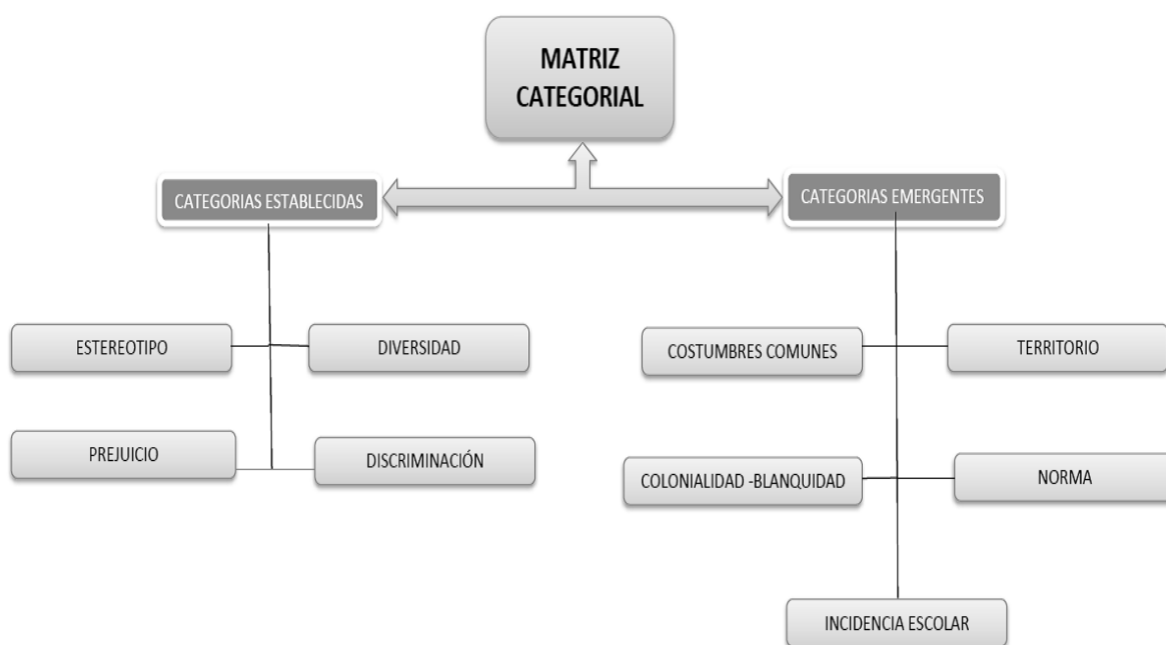 MATRIZ
CATEGORIAL
CATEGORIAS ESTABLECIDAS
CATEGORIAS EMERGENTES
ESTEREOTIPO
DIVERSIDAD
PREJUICIO
DISCRIMINACIÓN
COSTUMBRES COMUNES
TERRITORIO
COLONIALIDAD -BLANQUIDAD
NORMA
INCIDENCIA ESCOLAR